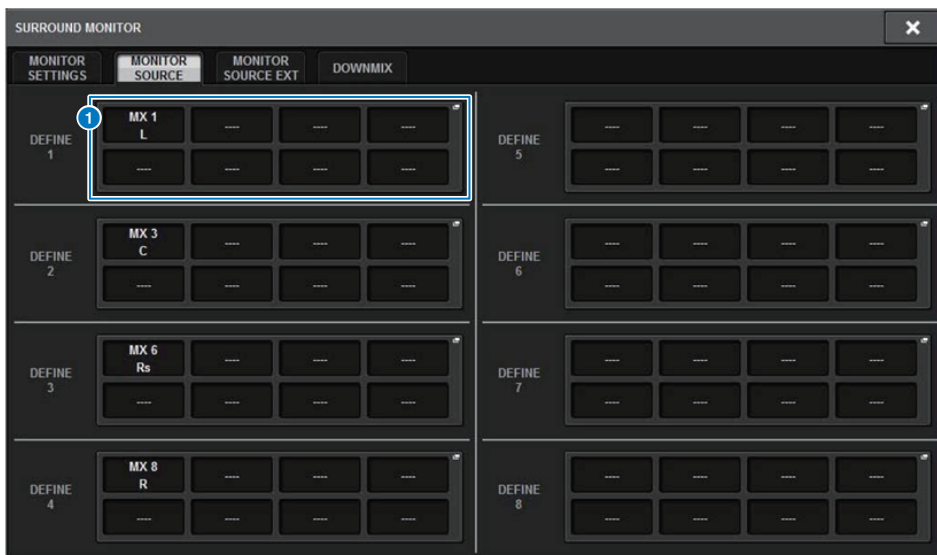 SURROUND MONITOR
MONITOR SETTINGS
MONITOR SOURCE
MONITOR SOURCE EXT
DOWNMIX
1
DEFINE 1
MX 1 L ---- ---- ----
---- ---- ---- ----
DEFINE 2
MX 3 C ---- ---- ----
---- ---- ---- ----
DEFINE 3
MX 6 Rs ---- ---- ----
---- ---- ---- ----
DEFINE 4
MX 8 R ---- ---- ----
---- ---- ---- ----
DEFINE 5
---- ---- ---- ----
---- ---- ---- ----
DEFINE 6
---- ---- ---- ----
---- ---- ---- ----
DEFINE 7
---- ---- ---- ----
---- ---- ---- ----
DEFINE 8
---- ---- ---- ----
---- ---- ---- ----